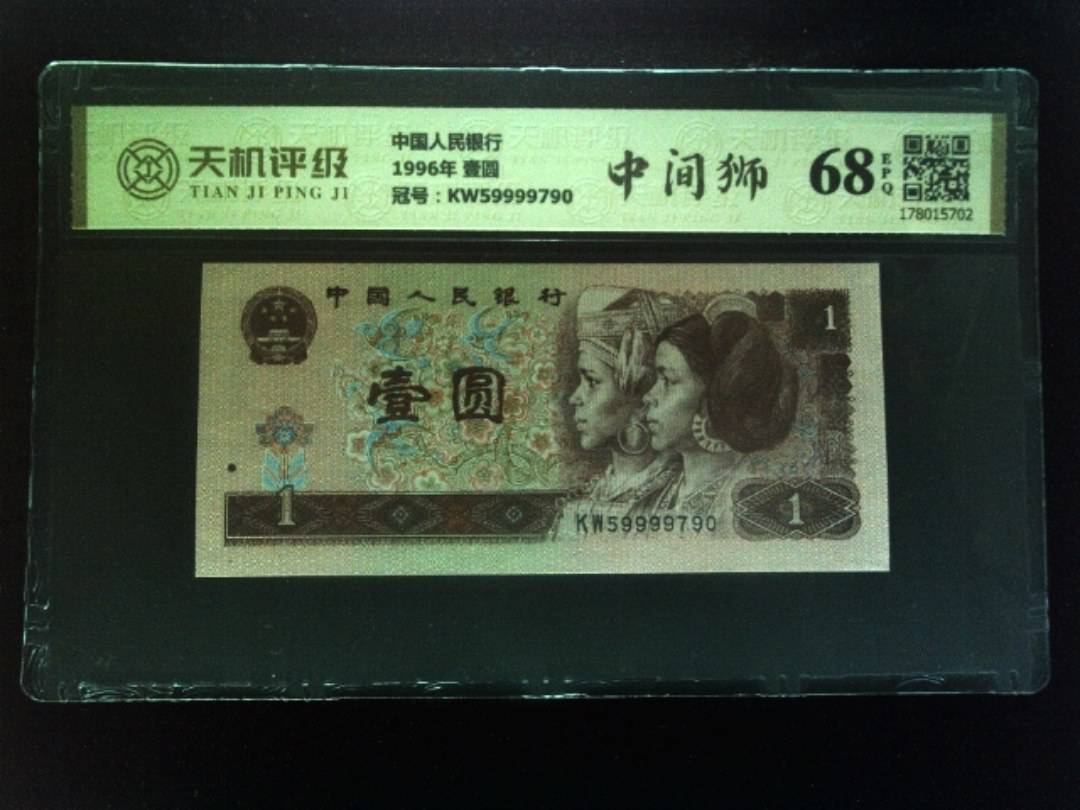 天机评级
TIAN JI PING JI
中国人民银行
1996年 壹圆
冠号：KW59999790
中间狮
68
EPQ
178015702
中国人民银行
壹圆
1
1
KW59999790
1